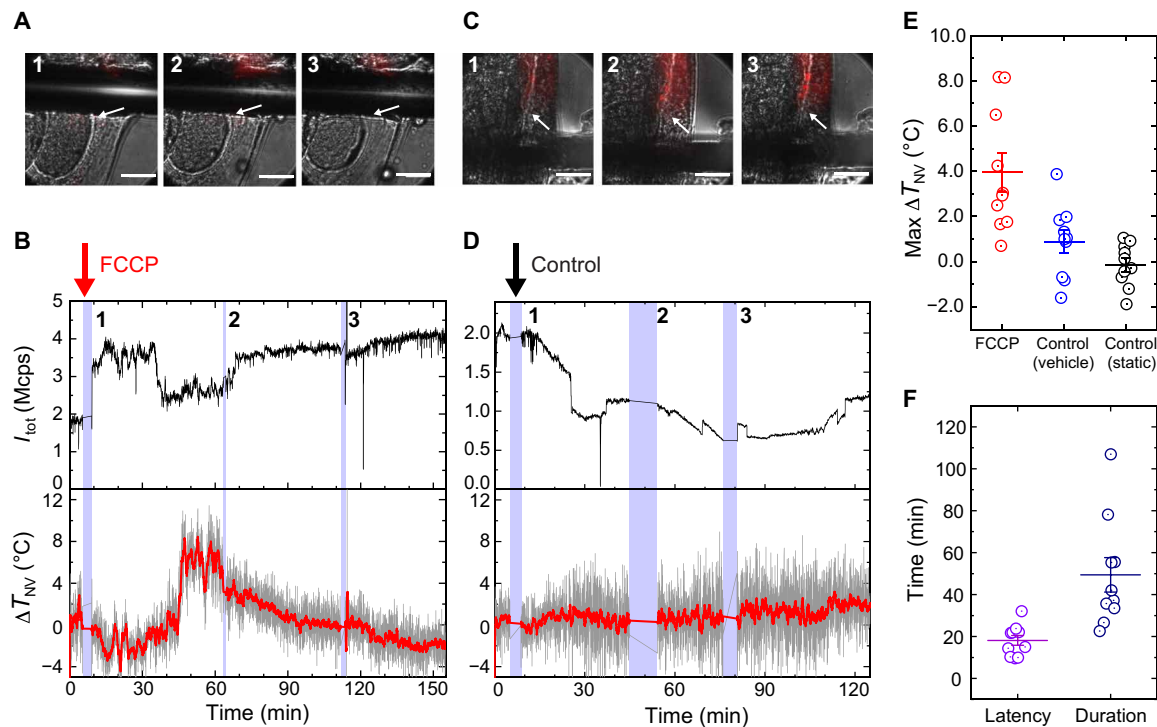 A
1
2
3
B
FCCP
1
2
3
I_tot (Mcps)
5
4
3
2
1
0
ΔT_NV (°C)
12
8
4
0
−4
0
30
60
90
120
150
Time (min)
C
1
2
3
D
Control
1
2
3
2.0
1.5
1.0
0.5
0.0
12
8
4
0
−4
0
30
60
90
120
Time (min)
E
Max ΔT_NV (°C)
10.0
8.0
6.0
4.0
2.0
0.0
−2.0
FCCP
Control
(vehicle)
Control
(static)
F
Time (min)
120
100
80
60
40
20
0
Latency
Duration